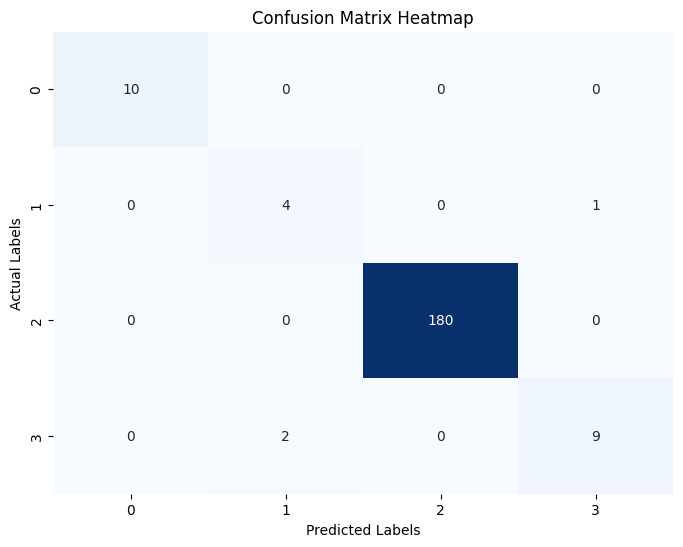 Confusion Matrix Heatmap
Actual Labels
0
10 0 0 0
1
0 4 0 1
2
0 0 180 0
3
0 2 0 9
0 1 2 3
Predicted Labels